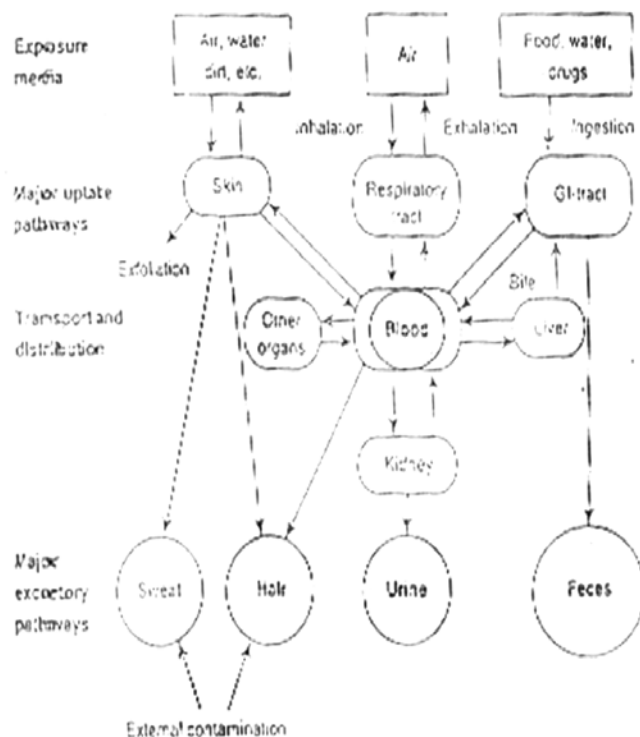 Exposure
media
Air, water
dirt, etc.
Air
Food, water,
drugs
Inhalation
Exhalation
Ingestion
Major uptake
pathways
Skin
Respiratory
tract
GI-tract
Exfoliation
Bile
Transport and
distribution
Other
organs
Blood
Liver
Kidney
Major
excretory
pathways
Sweat
Hair
Urine
Feces
External contamination